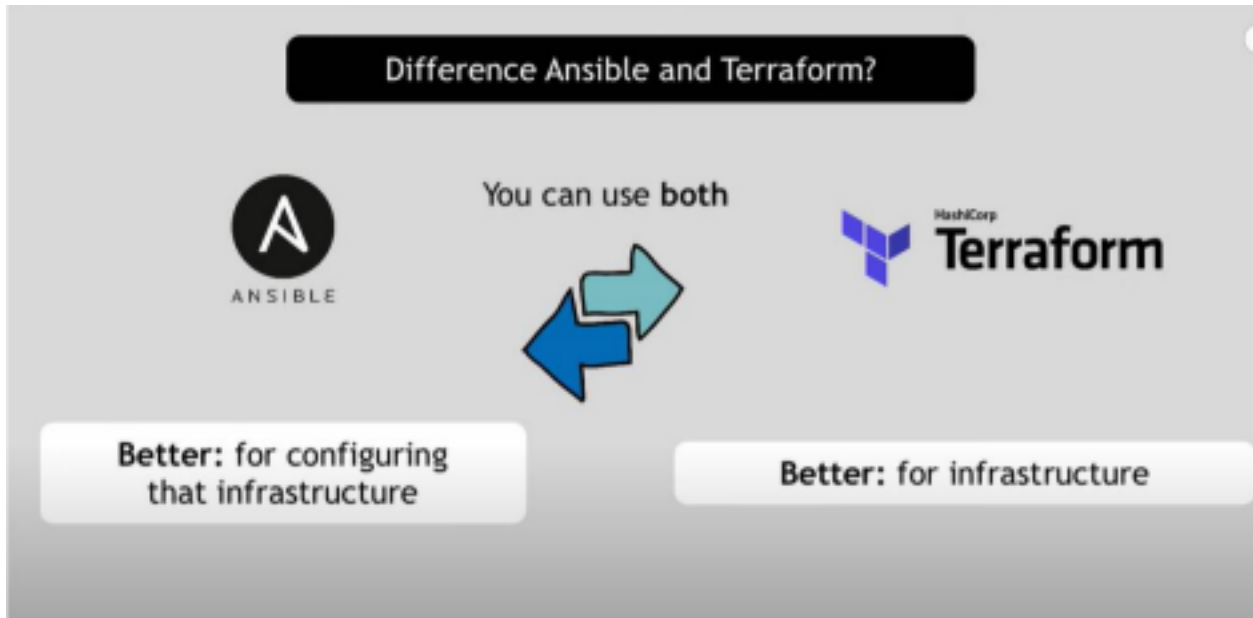 Difference Ansible and Terraform?
You can use both
ANSIBLE
HashiCorp
Terraform
Better: for configuring
that infrastructure
Better: for infrastructure